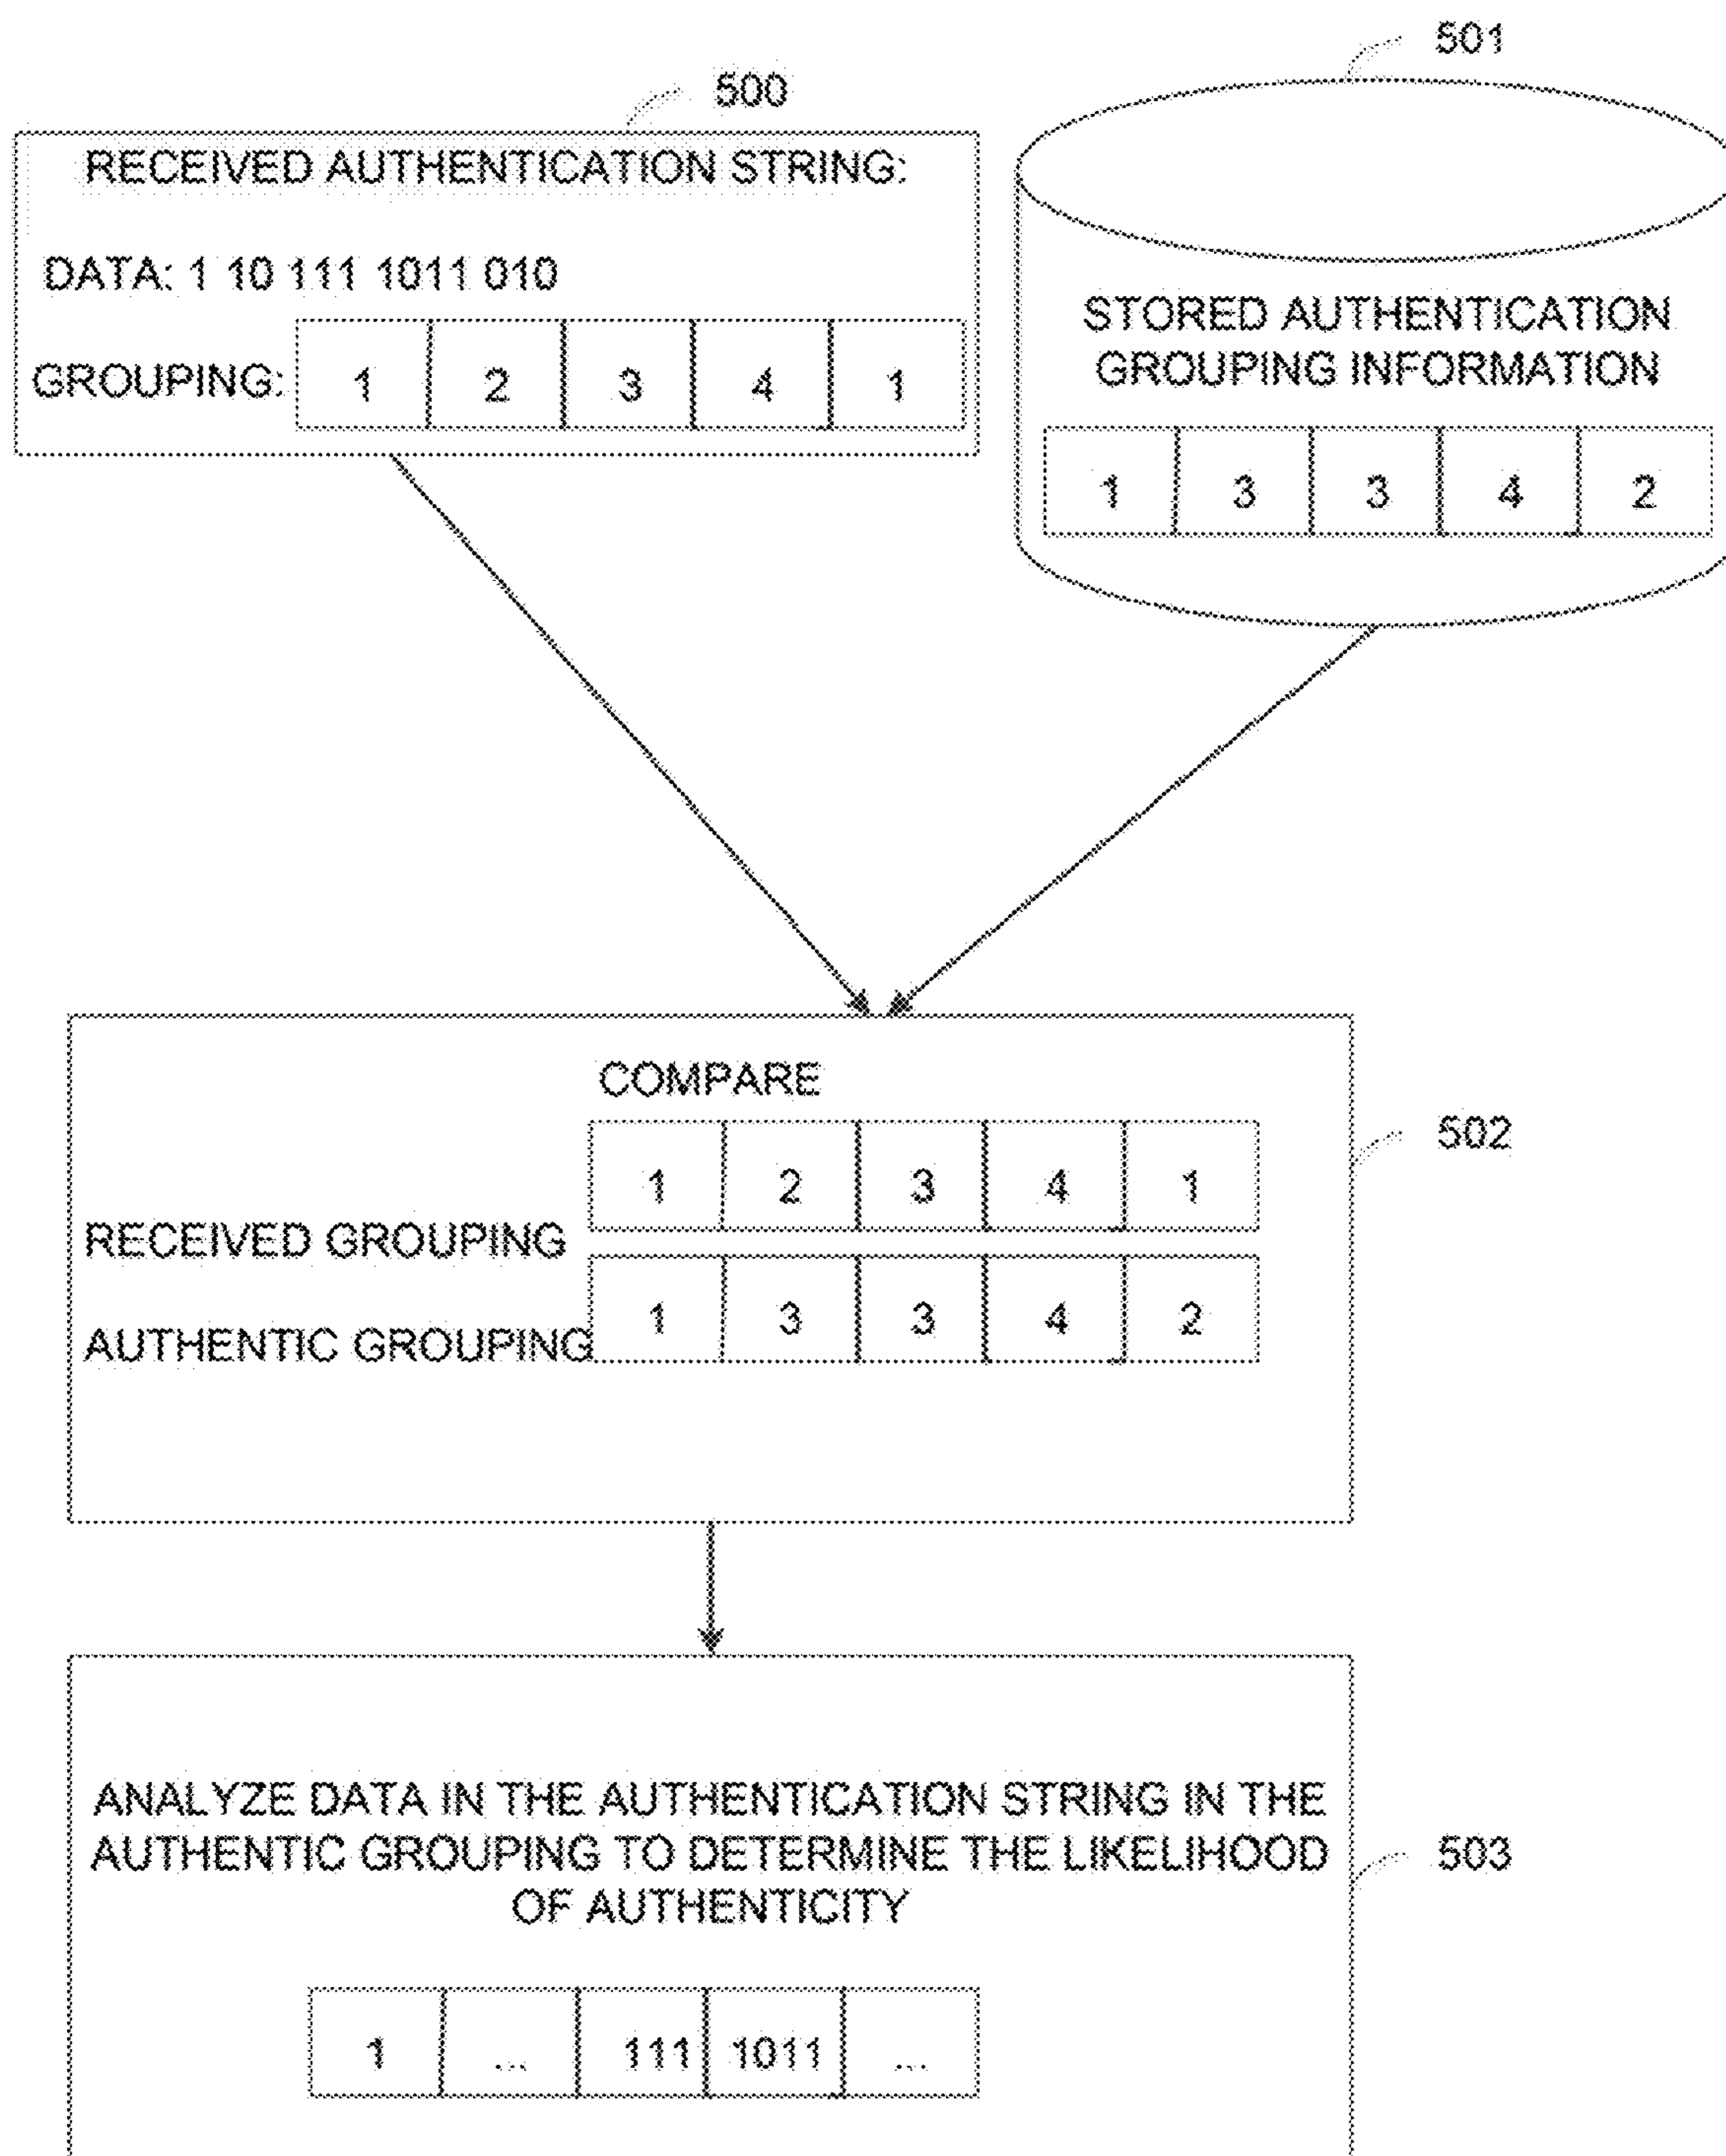 500
RECEIVED AUTHENTICATION STRING:
DATA: 1 10 111 1011 010
GROUPING: 1 2 3 4 1
501
STORED AUTHENTICATION
GROUPING INFORMATION
1 3 3 4 2
COMPARE
502
1 2 3 4 1
RECEIVED GROUPING
1 3 3 4 2
AUTHENTIC GROUPING
ANALYZE DATA IN THE AUTHENTICATION STRING IN THE
AUTHENTIC GROUPING TO DETERMINE THE LIKELIHOOD
OF AUTHENTICITY
503
1 ... 111 1011 ...